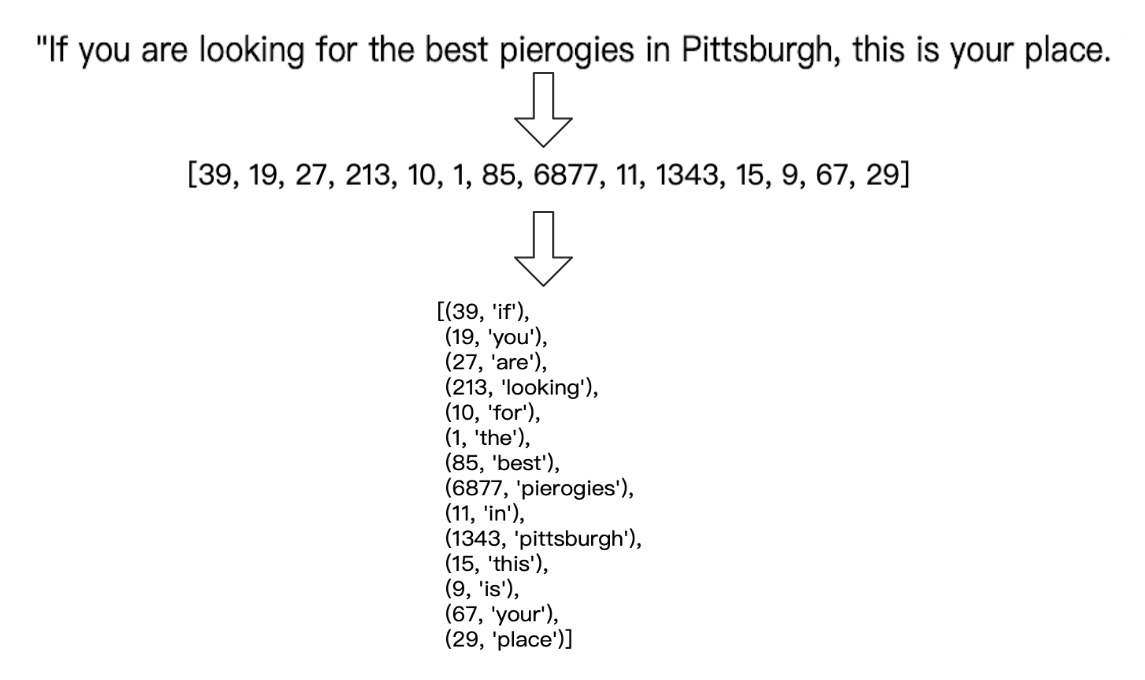 "If you are looking for the best pierogies in Pittsburgh, this is your place.
[39, 19, 27, 213, 10, 1, 85, 6877, 11, 1343, 15, 9, 67, 29]
[(39, 'if'),
(19, 'you'),
(27, 'are'),
(213, 'looking'),
(10, 'for'),
(1, 'the'),
(85, 'best'),
(6877, 'pierogies'),
(11, 'in'),
(1343, 'pittsburgh'),
(15, 'this'),
(9, 'is'),
(67, 'your'),
(29, 'place')]